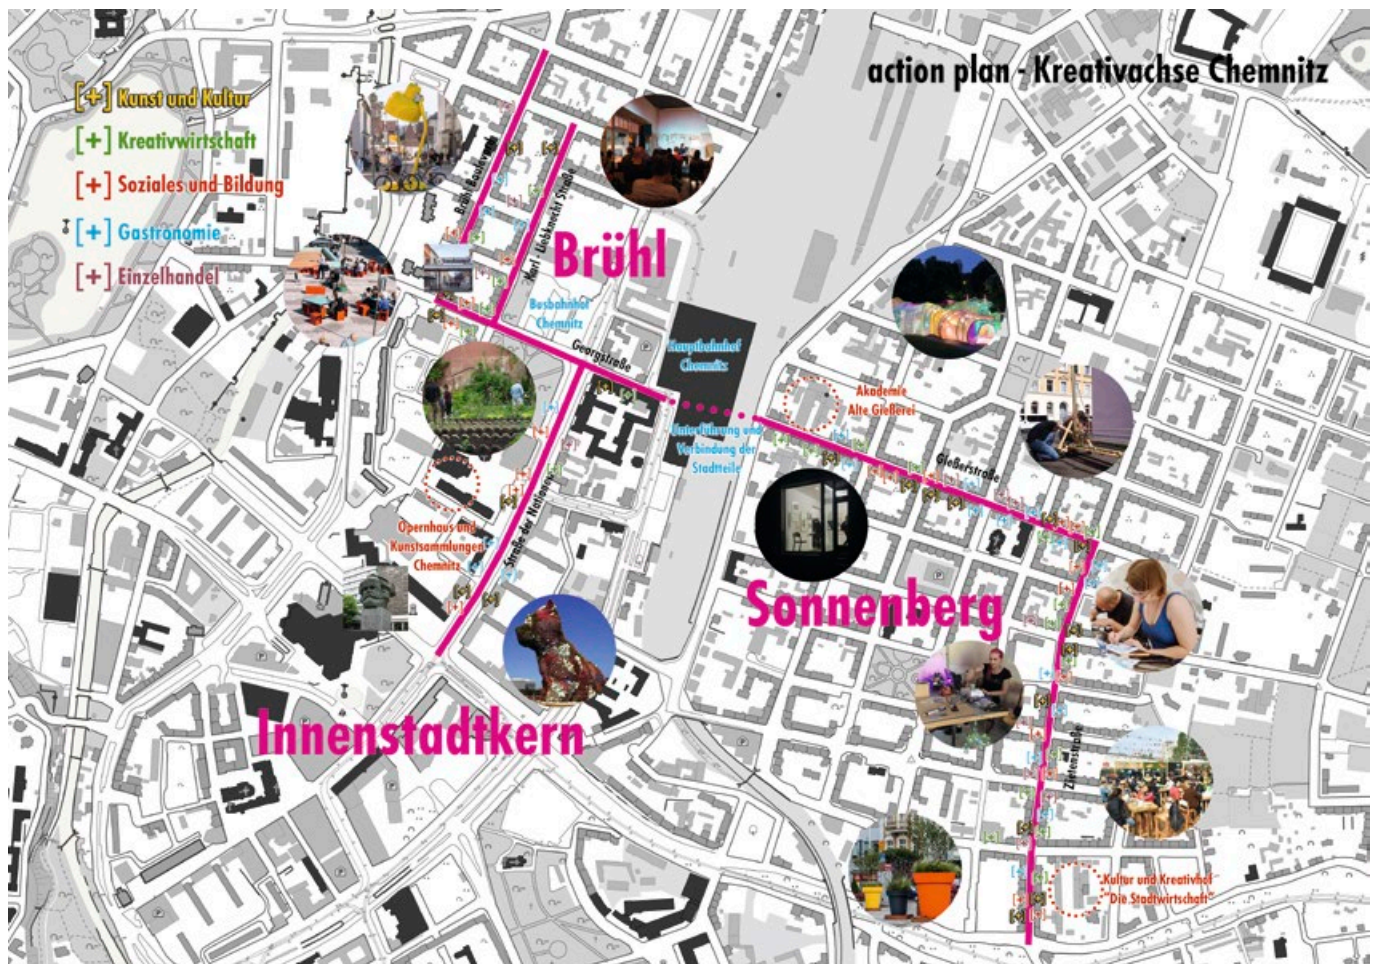 action plan - Kreativachse Chemnitz
[+] Kunst und Kultur
[+] Kreativwirtschaft
[+] Soziales und Bildung
[+] Gastronomie
[+] Einzelhandel
Brühl Boulevard
Karl - Liebknecht Straße
Brühl
Busbahnhof
Chemnitz
Georgstraße
Hauptbahnhof
Chemnitz
Unterführung und
Verbindung der
Stadtteile
Akademie
Alte Gießerei
Gießerstraße
Opernhaus und
Kunstsammlungen
Chemnitz
Straße der Nationen
Sonnenberg
Innenstadtkern
Zietenstraße
Kultur und Kreativhof
"Die Stadtwirtschaft"